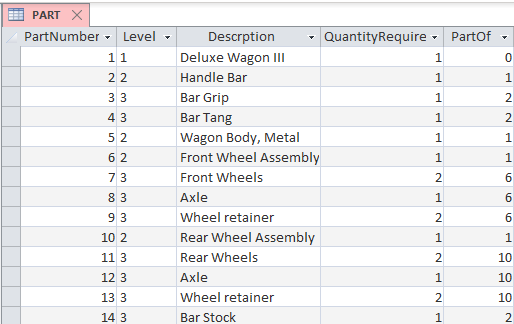 PART
PartNumber Level Descrption QuantityRequire PartOf
1 1 Deluxe Wagon III 1 0
2 2 Handle Bar 1 1
3 3 Bar Grip 1 2
4 3 Bar Tang 1 2
5 2 Wagon Body, Metal 1 1
6 2 Front Wheel Assembly 1 1
7 3 Front Wheels 2 6
8 3 Axle 1 6
9 3 Wheel retainer 2 6
10 2 Rear Wheel Assembly 1 1
11 3 Rear Wheels 2 10
12 3 Axle 1 10
13 3 Wheel retainer 2 10
14 3 Bar Stock 1 2